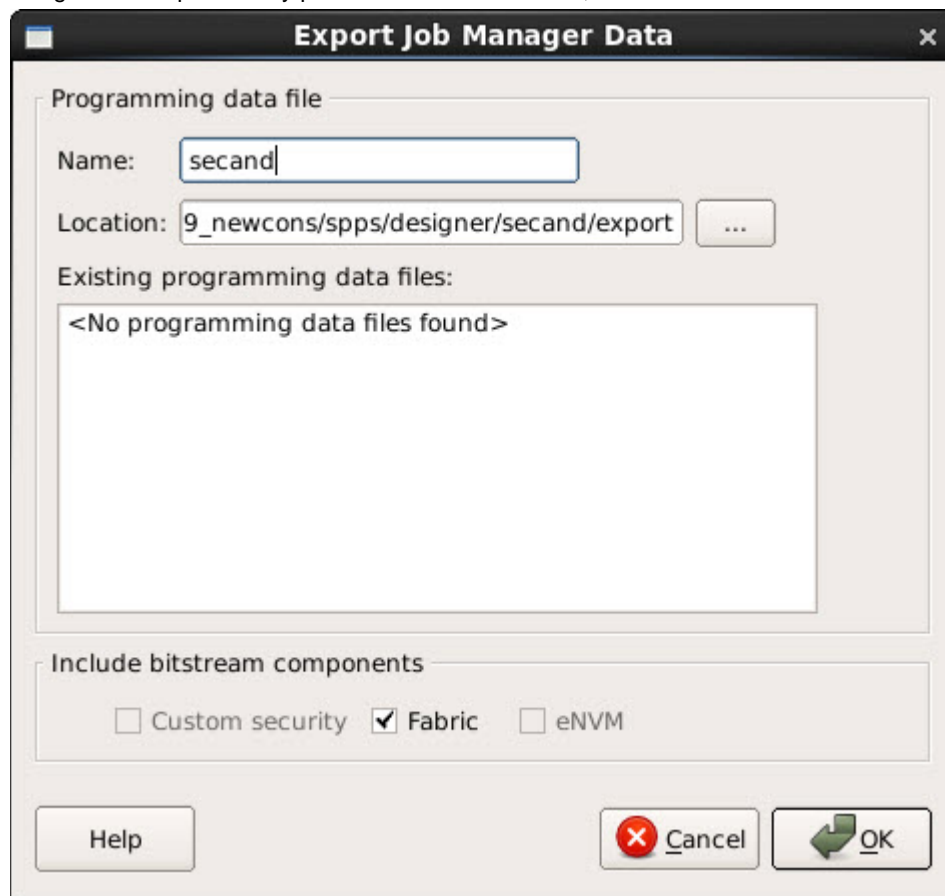 Export Job Manager Data
Programming data file
Name: secand
Location: 9_newcons/spps/designer/secand/export ...
Existing programming data files:
<No programming data files found>
Include bitstream components
Custom security Fabric eNVM
Help Cancel OK